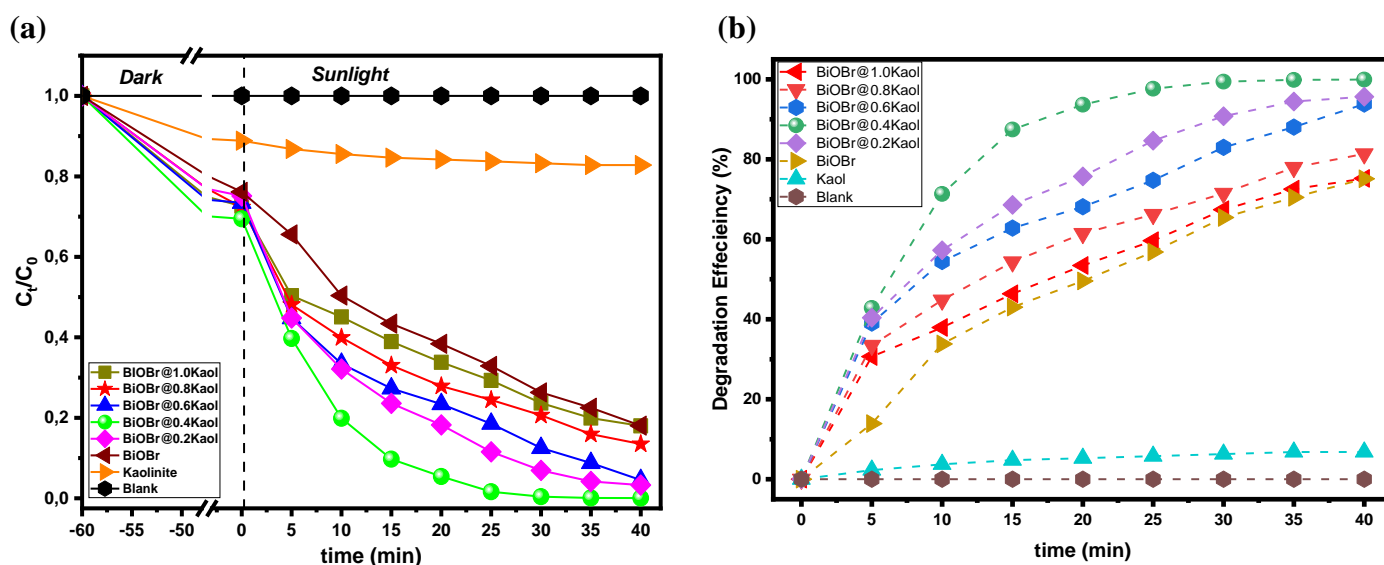 (a)
Dark
Sunlight
1,0
0,8
0,6
0,4
0,2
0,0
C_t/C_0
BIOBr@1.0Kaol
BiOBr@0.8Kaol
BiOBr@0.6Kaol
BiOBr@0.4Kaol
BiOBr@0.2Kaol
BiOBr
Kaolinite
Blank
-60 -55 -50 0 5 10 15 20 25 30 35 40
time (min)
(b)
100
80
60
40
20
0
Degradation Effecieincy (%)
BiOBr@1.0Kaol
BiOBr@0.8Kaol
BiOBr@0.6Kaol
BiOBr@0.4Kaol
BiOBr@0.2Kaol
BiOBr
Kaol
Blank
0 5 10 15 20 25 30 35 40
time (min)